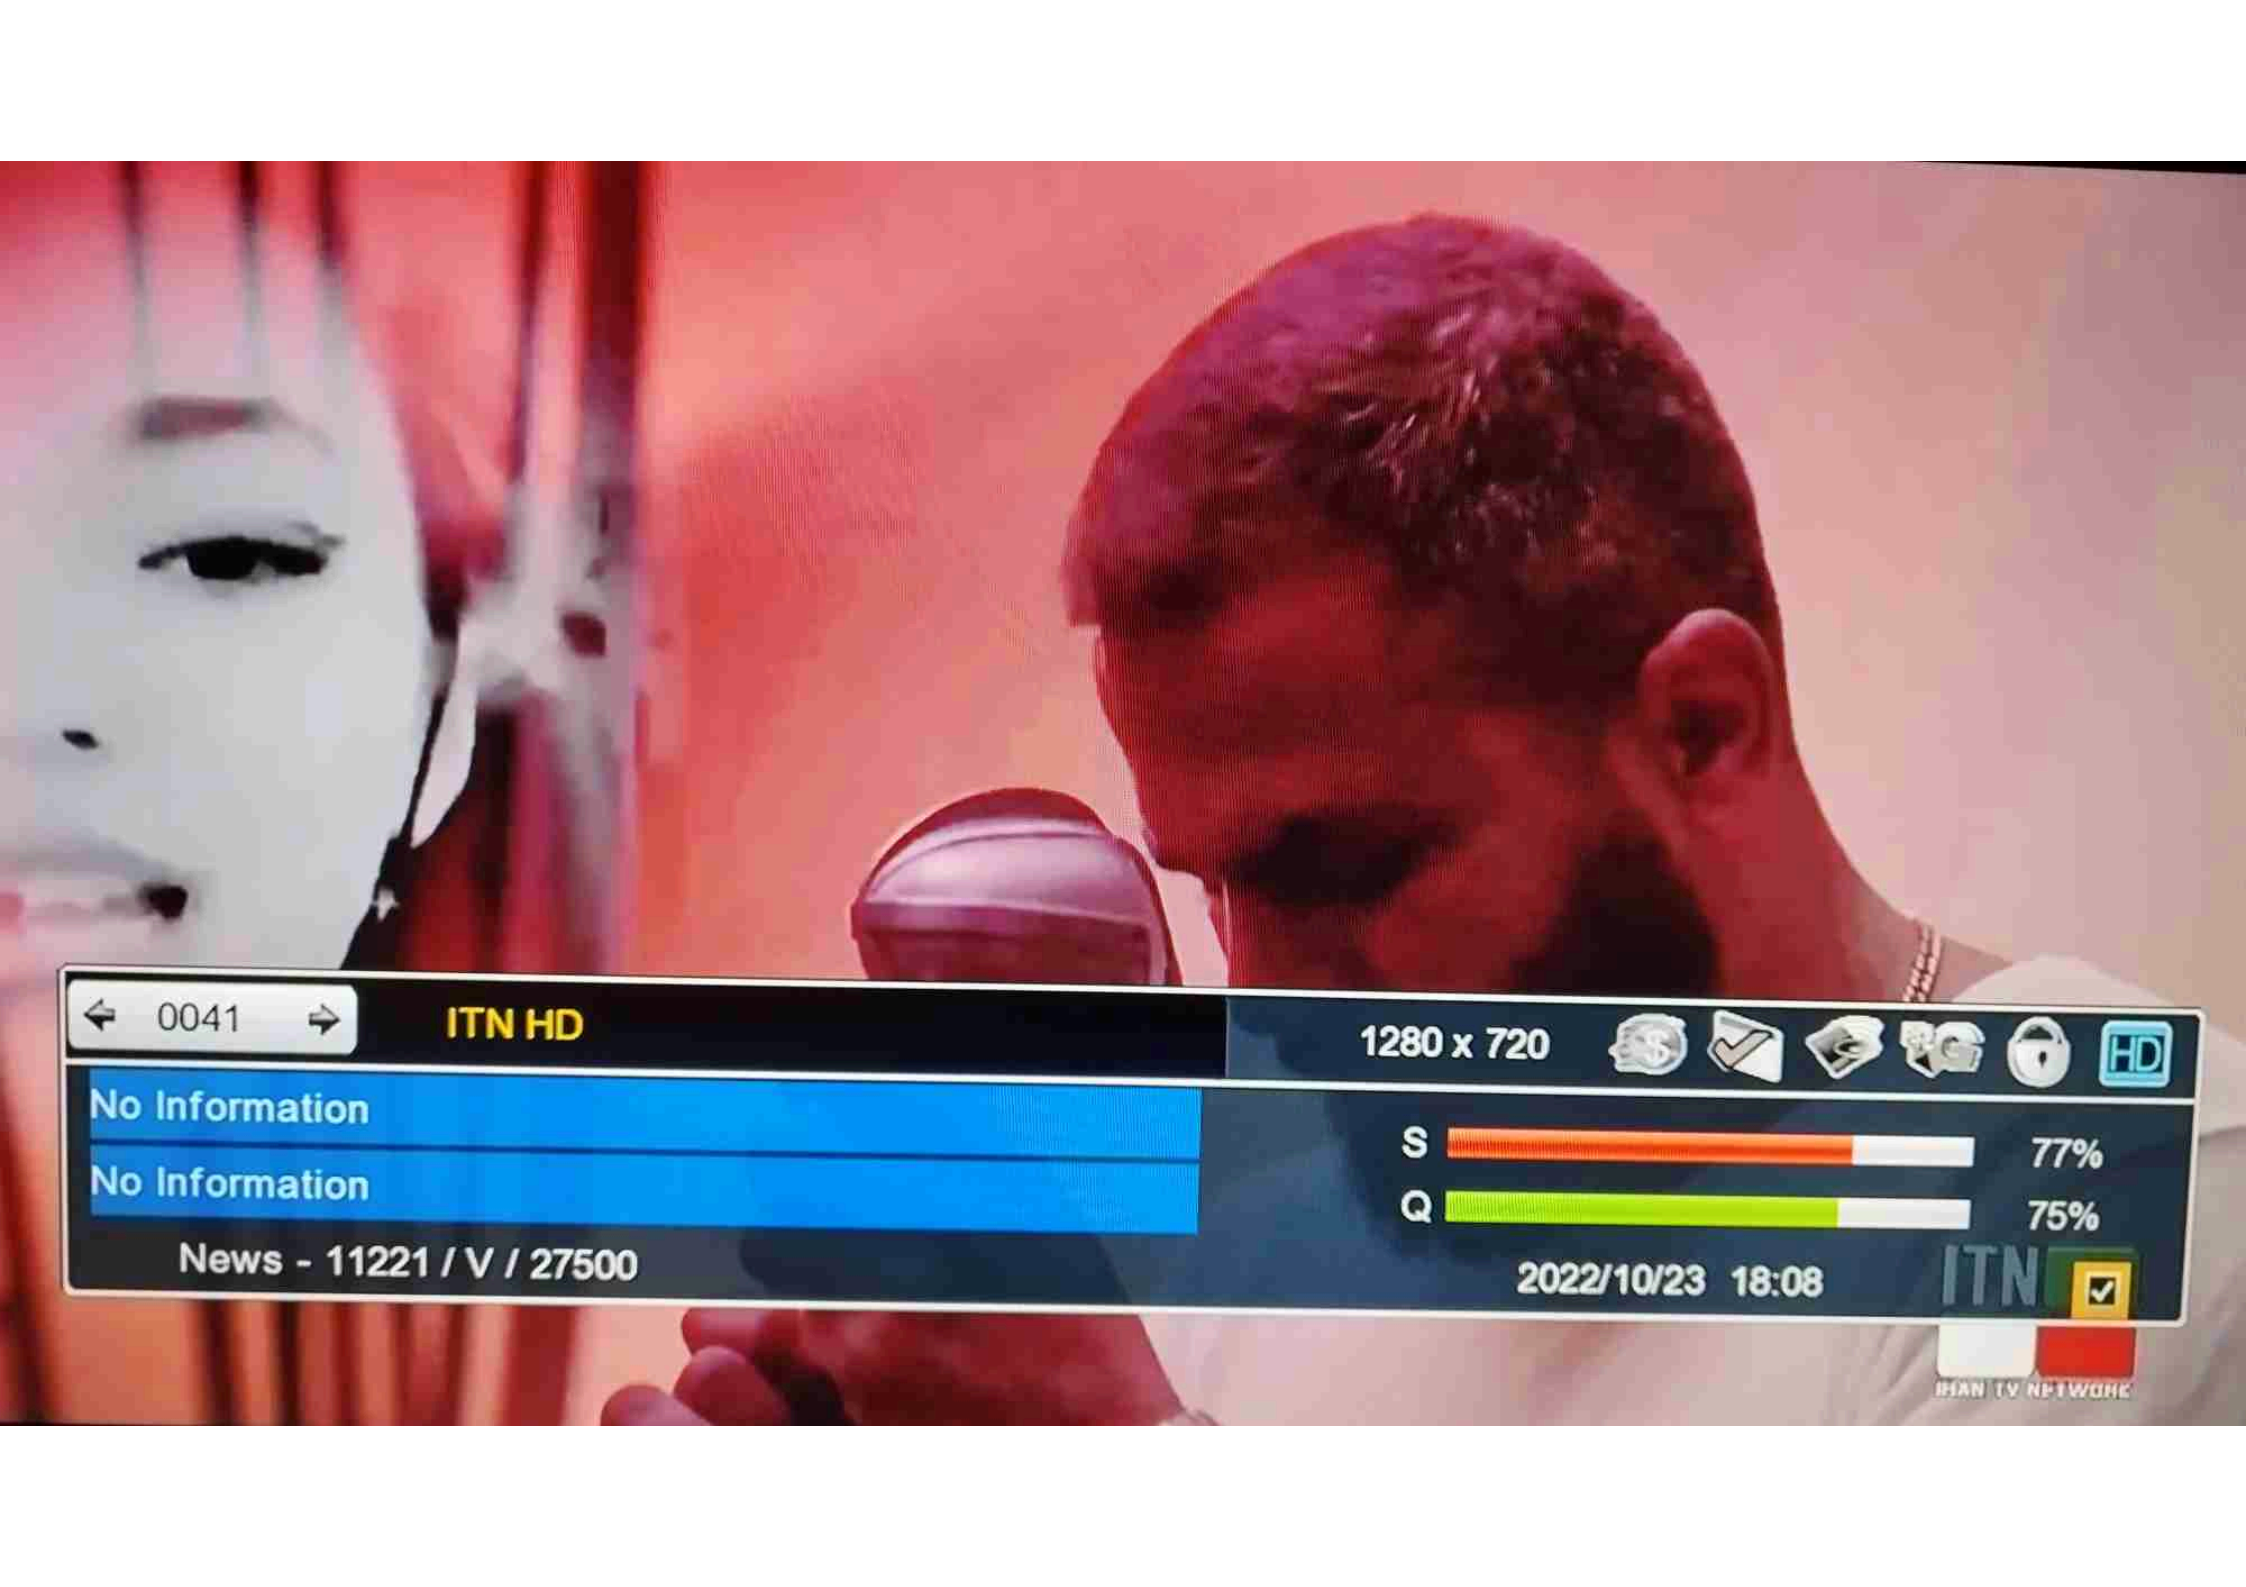 0041
ITN HD
1280 x 720
HD
No Information
No Information
S
77%
Q
75%
News - 11221 / V / 27500
2022/10/23 18:08
ITN
IHAN TV NETWORK